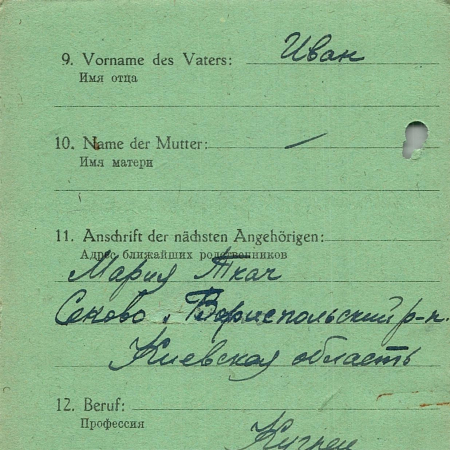 9. Vorname des Vaters: Иван
Имя отца
10. Name der Mutter: —
Имя матери
11. Anschrift der nächsten Angehörigen:
Адрес ближайших родственников
Мария Ткач
Сеново, Бориспольский р-н.
Киевская область
12. Beruf:
Профессия